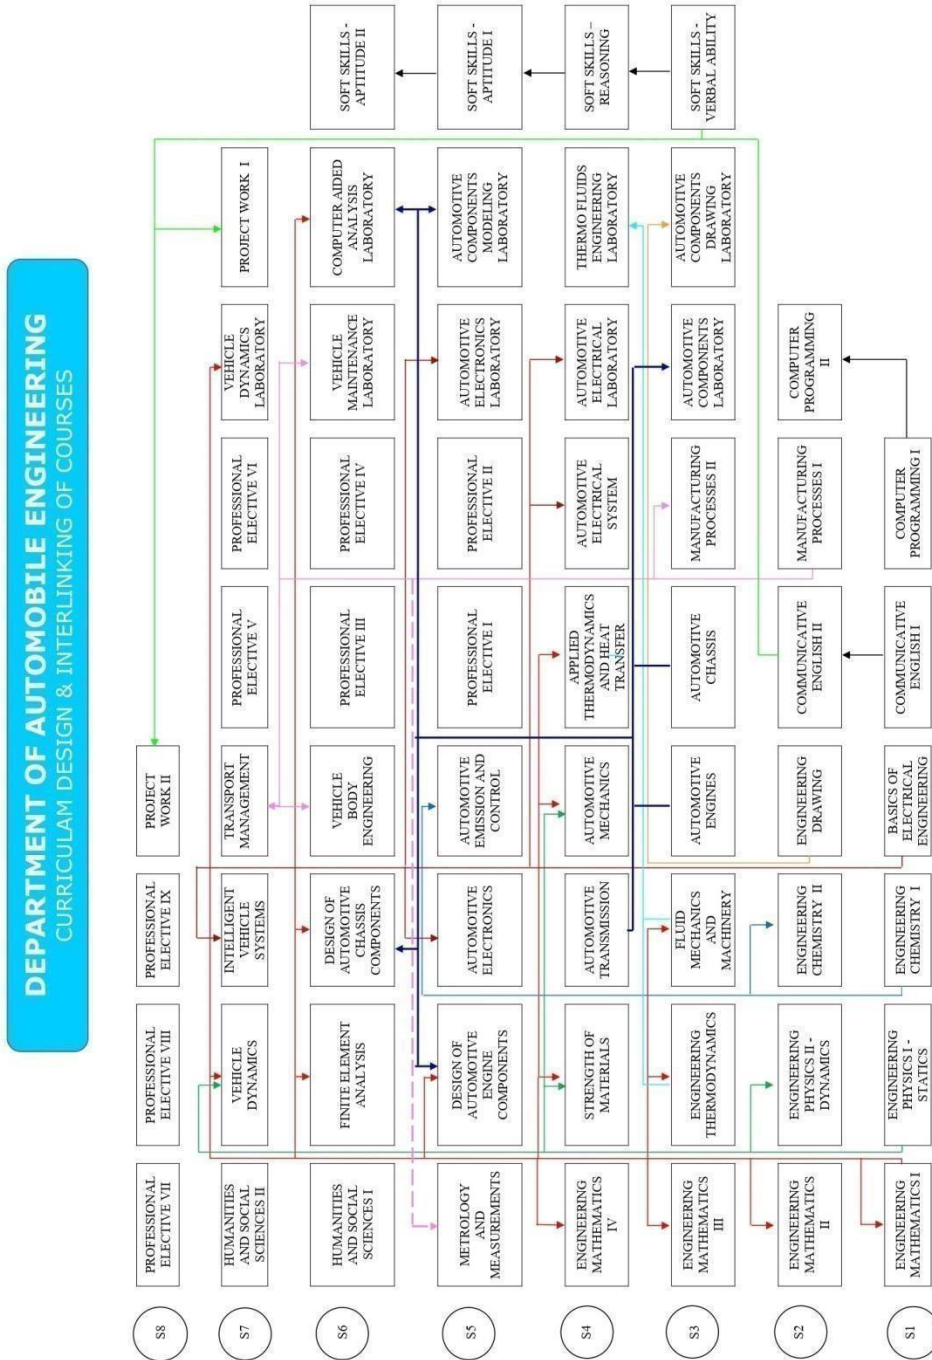 DEPARTMENT OF AUTOMOBILE ENGINEERING
CURRICULAM DESIGN & INTERLINKING OF COURSES
S8
PROFESSIONAL
ELECTIVE VII
PROFESSIONAL
ELECTIVE VIII
PROFESSIONAL
ELECTIVE IX
PROJECT
WORK II
S7
HUMANITIES
AND SOCIAL
SCIENCES II
VEHICLE
DYNAMICS
INTELLIGENT
VEHICLE
SYSTEMS
TRANSPORT
MANAGEMENT
PROFESSIONAL
ELECTIVE V
PROFESSIONAL
ELECTIVE VI
VEHICLE
DYNAMICS
LABORATORY
PROJECT WORK I
S6
HUMANITIES
AND SOCIAL
SCIENCES I
FINITE ELEMENT
ANALYSIS
DESIGN OF
AUTOMOTIVE
CHASSIS
COMPONENTS
VEHICLE
BODY
ENGINEERING
PROFESSIONAL
ELECTIVE III
PROFESSIONAL
ELECTIVE IV
VEHICLE
MAINTENANCE
LABORATORY
COMPUTER AIDED
ANALYSIS
LABORATORY
SOFT SKILLS -
APTITUDE II
S5
METROLOGY
AND
MEASUREMENTS
DESIGN OF
AUTOMOTIVE
ENGINE
COMPONENTS
AUTOMOTIVE
ELECTRONICS
AUTOMOTIVE
EMISSION AND
CONTROL
PROFESSIONAL
ELECTIVE I
PROFESSIONAL
ELECTIVE II
AUTOMOTIVE
ELECTRONICS
LABORATORY
AUTOMOTIVE
COMPONENTS
MODELING
LABORATORY
SOFT SKILLS -
APTITUDE I
S4
ENGINEERING
MATHEMATICS
IV
STRENGTH OF
MATERIALS
AUTOMOTIVE
TRANSMISSION
AUTOMOTIVE
MECHANICS
APPLIED
THERMODYNAMICS
AND HEAT
TRANSFER
AUTOMOTIVE
ELECTRICAL
SYSTEM
AUTOMOTIVE
ELECTRICAL
LABORATORY
THERMO FLUIDS
ENGINEERING
LABORATORY
SOFT SKILLS –
REASONING
S3
ENGINEERING
MATHEMATICS
III
ENGINEERING
THERMODYNAMICS
FLUID
MECHANICS
AND
MACHINERY
AUTOMOTIVE
ENGINES
AUTOMOTIVE
CHASSIS
MANUFACTURING
PROCESSES II
AUTOMOTIVE
COMPONENTS
LABORATORY
AUTOMOTIVE
COMPONENTS
DRAWING
LABORATORY
SOFT SKILLS -
VERBAL ABILITY
S2
ENGINEERING
MATHEMATICS
II
ENGINEERING
PHYSICS II -
DYNAMICS
ENGINEERING
CHEMISTRY II
ENGINEERING
DRAWING
COMMUNICATIVE
ENGLISH II
MANUFACTURING
PROCESSES I
COMPUTER
PROGRAMMING
II
S1
ENGINEERING
MATHEMATICS I
ENGINEERING
PHYSICS I -
STATICS
ENGINEERING
CHEMISTRY I
BASICS OF
ELECTRICAL
ENGINEERING
COMMUNICATIVE
ENGLISH I
COMPUTER
PROGRAMMING I